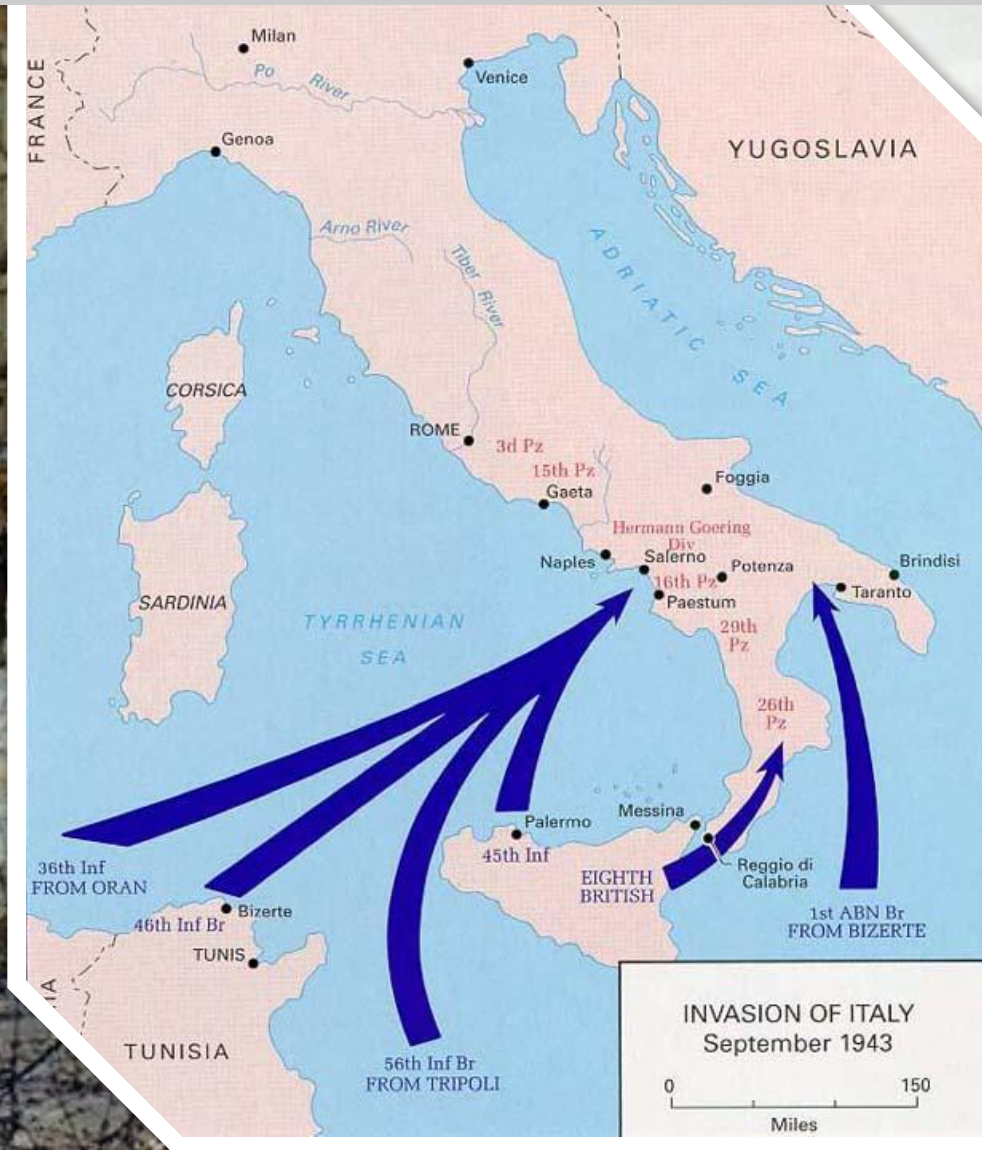 Milan
Po River
Venice
FRANCE
Genoa
YUGOSLAVIA
Arno River
Tiber River
ADRIATIC SEA
CORSICA
ROME
3d Pz
15th Pz
Gaeta
Foggia
Hermann Goering
Div
Naples
Salerno
16th Pz
Potenza
Brindisi
Paestum
Taranto
SARDINIA
TYRRHENIAN
SEA
29th
Pz
26th
Pz
Messina
Palermo
45th Inf
Reggio di
Calabria
EIGHTH
BRITISH
36th Inf
FROM ORAN
46th Inf Br
Bizerte
TUNIS
1st ABN Br
FROM BIZERTE
IA
TUNISIA
56th Inf Br
FROM TRIPOLI
INVASION OF ITALY
September 1943
0 150
Miles